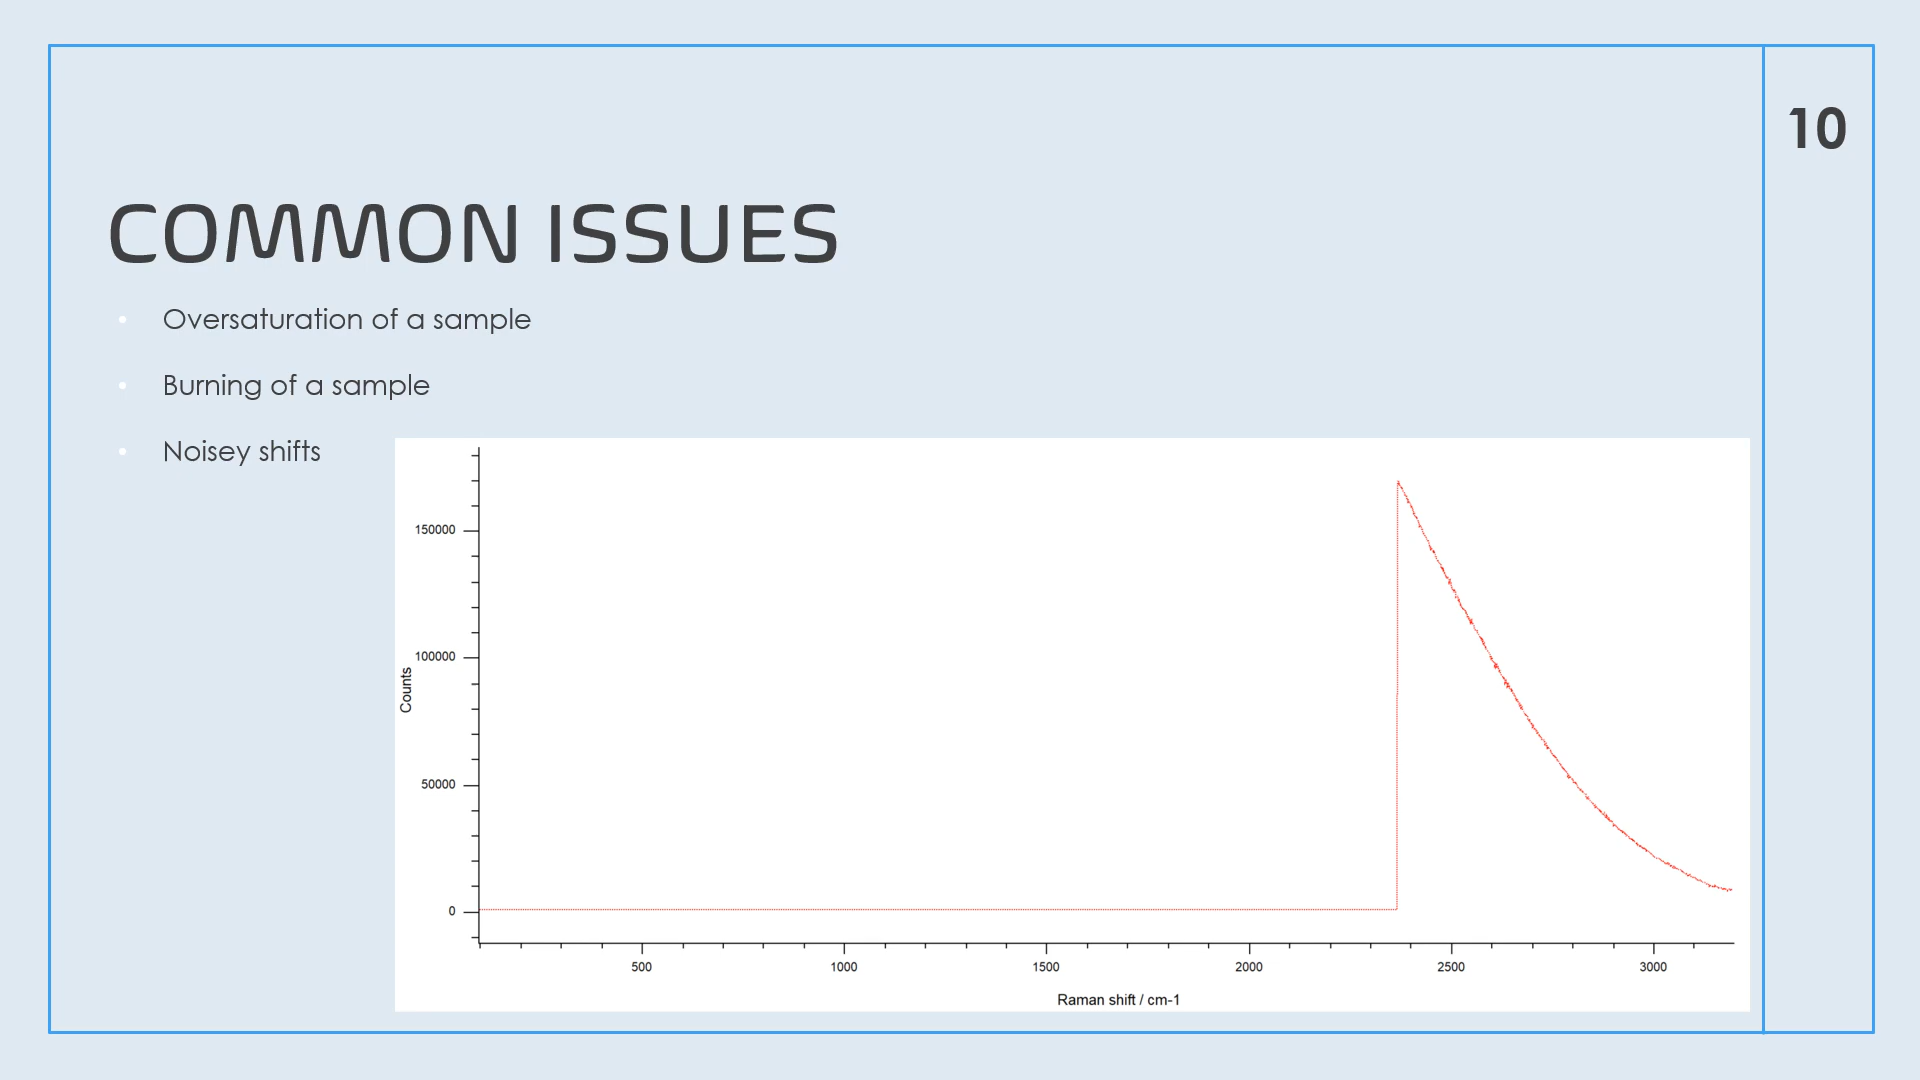 10
COMMON ISSUES
• Oversaturation of a sample
• Burning of a sample
• Noisey shifts
150000
100000
50000
0
Counts
500 1000 1500 2000 2500 3000
Raman shift / cm-1